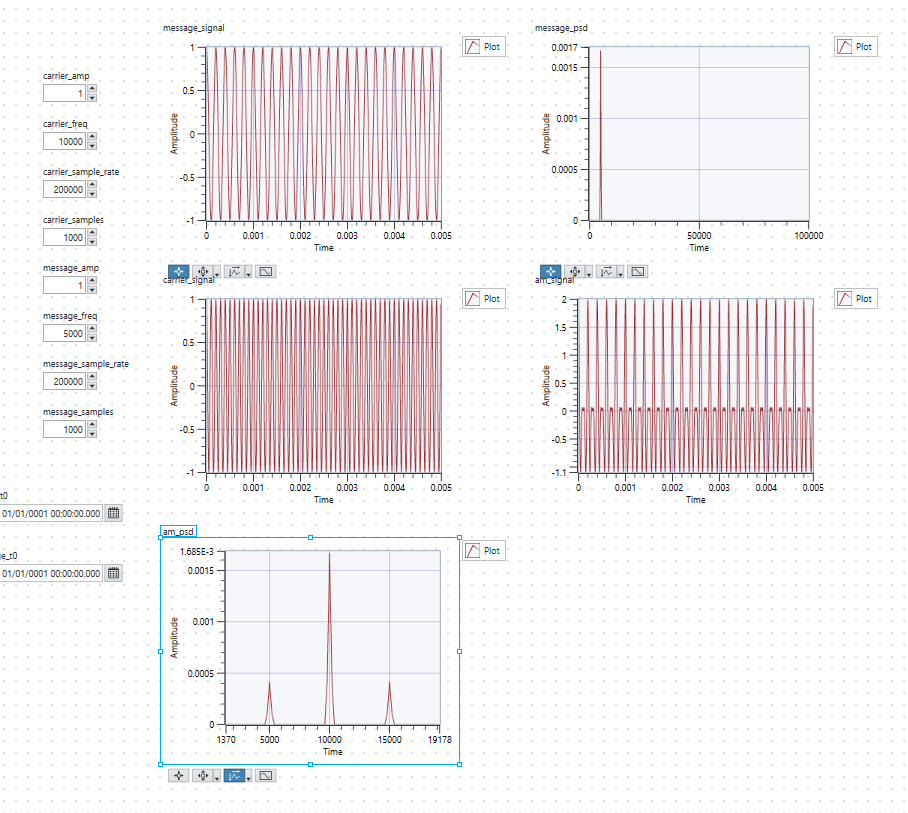 message_signal
Plot
1
0.5
0
-0.5
-1
Amplitude
0 0.001 0.002 0.003 0.004 0.005
Time
message_psd
Plot
0.0017
0.0015
0.001
0.0005
0
Amplitude
0 50000 100000
Time
carrier_amp
1
carrier_freq
10000
carrier_sample_rate
200000
carrier_samples
1000
message_amp
1
message_freq
5000
message_sample_rate
200000
message_samples
1000
carrier_signal
Plot
1
0.5
0
-0.5
-1
Amplitude
0 0.001 0.002 0.003 0.004 0.005
Time
am_signal
Plot
2
1.5
1
0.5
0
-0.5
-1.1
Amplitude
0 0.001 0.002 0.003 0.004 0.005
Time
t0
01/01/0001 00:00:00.000
e_t0
01/01/0001 00:00:00.000
am_psd
Plot
1.685E-3
0.0015
0.001
0.0005
0
Amplitude
1370 5000 10000 15000 19178
Time